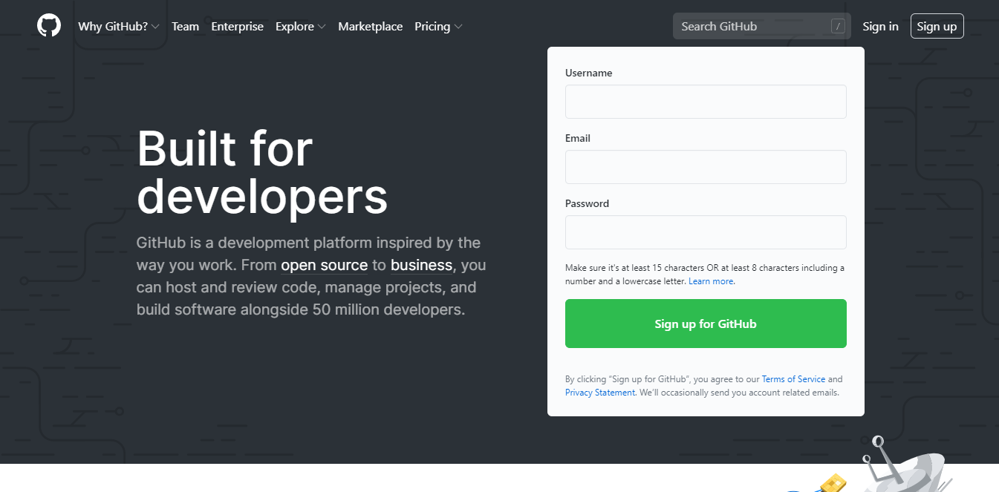 Why GitHub? Team Enterprise Explore Marketplace Pricing Search GitHub / Sign in Sign up
Built for
developers
GitHub is a development platform inspired by the
way you work. From open source to business, you
can host and review code, manage projects, and
build software alongside 50 million developers.
Username
Email
Password
Make sure it's at least 15 characters OR at least 8 characters including a
number and a lowercase letter. Learn more.
Sign up for GitHub
By clicking “Sign up for GitHub”, you agree to our Terms of Service and
Privacy Statement. We’ll occasionally send you account related emails.